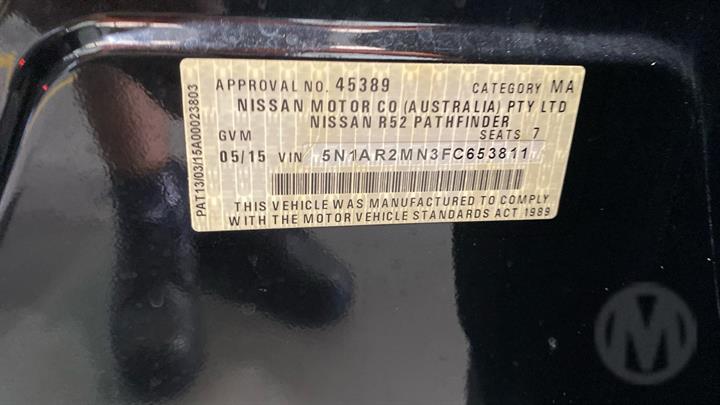 APPROVAL NO. 45389 CATEGORY MA
NISSAN MOTOR CO (AUSTRALIA) PTY LTD
NISSAN R52 PATHFINDER
GVM SEATS 7
05/15 VIN 5N1AR2MN3FC653811
THIS VEHICLE WAS MANUFACTURED TO COMPLY
WITH THE MOTOR VEHICLE STANDARDS ACT 1989
PAT13/03/15A00023803
M